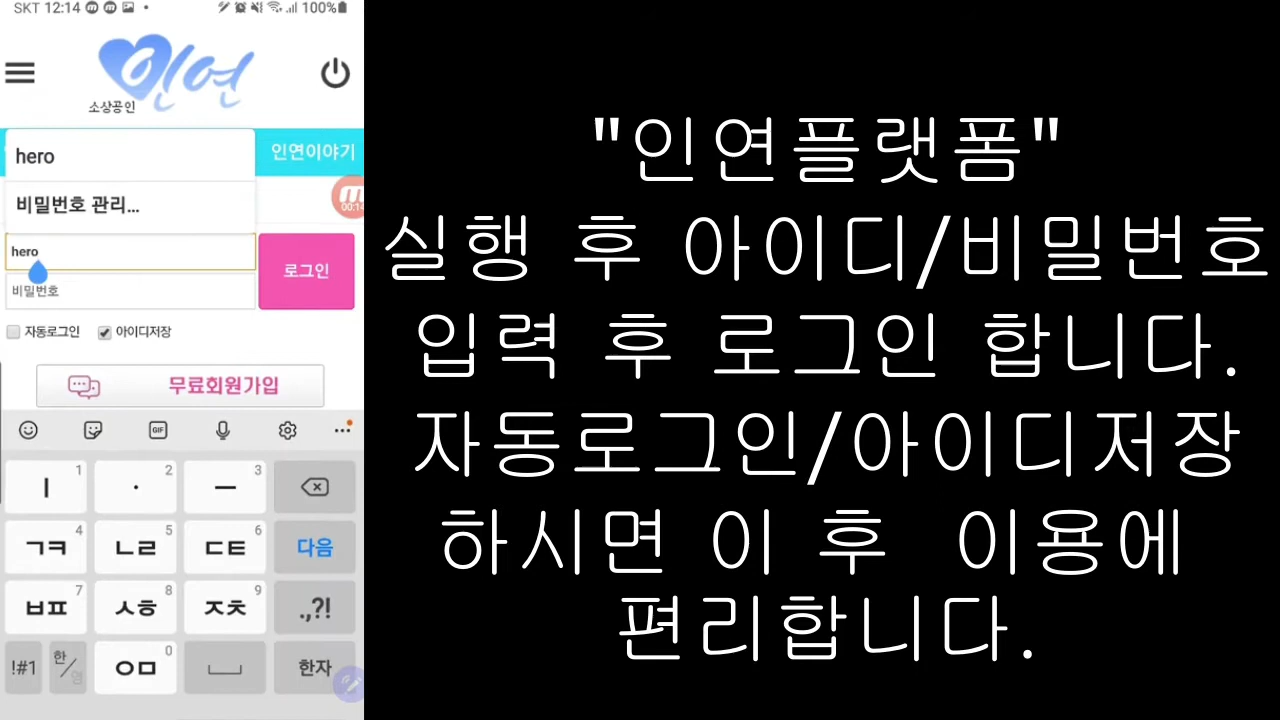 SKT 12:14
100%
인연
소상공인
hero
인연이야기
비밀번호 관리...
00:14
hero
로그인
비밀번호
자동로그인 아이디저장
무료회원가입
GIF
ㅣ 1 · 2 ㅡ 3
ㄱㅋ 4 ㄴㄹ 5 ㄷㅌ 6 다음
ㅂㅍ 7 ㅅㅎ 8 ㅈㅊ 9 .,?!
!#1 한/영 ㅇㅁ 0 한자
"인연플랫폼"
실행 후 아이디/비밀번호
입력 후 로그인 합니다.
자동로그인/아이디저장
하시면 이 후 이용에
편리합니다.